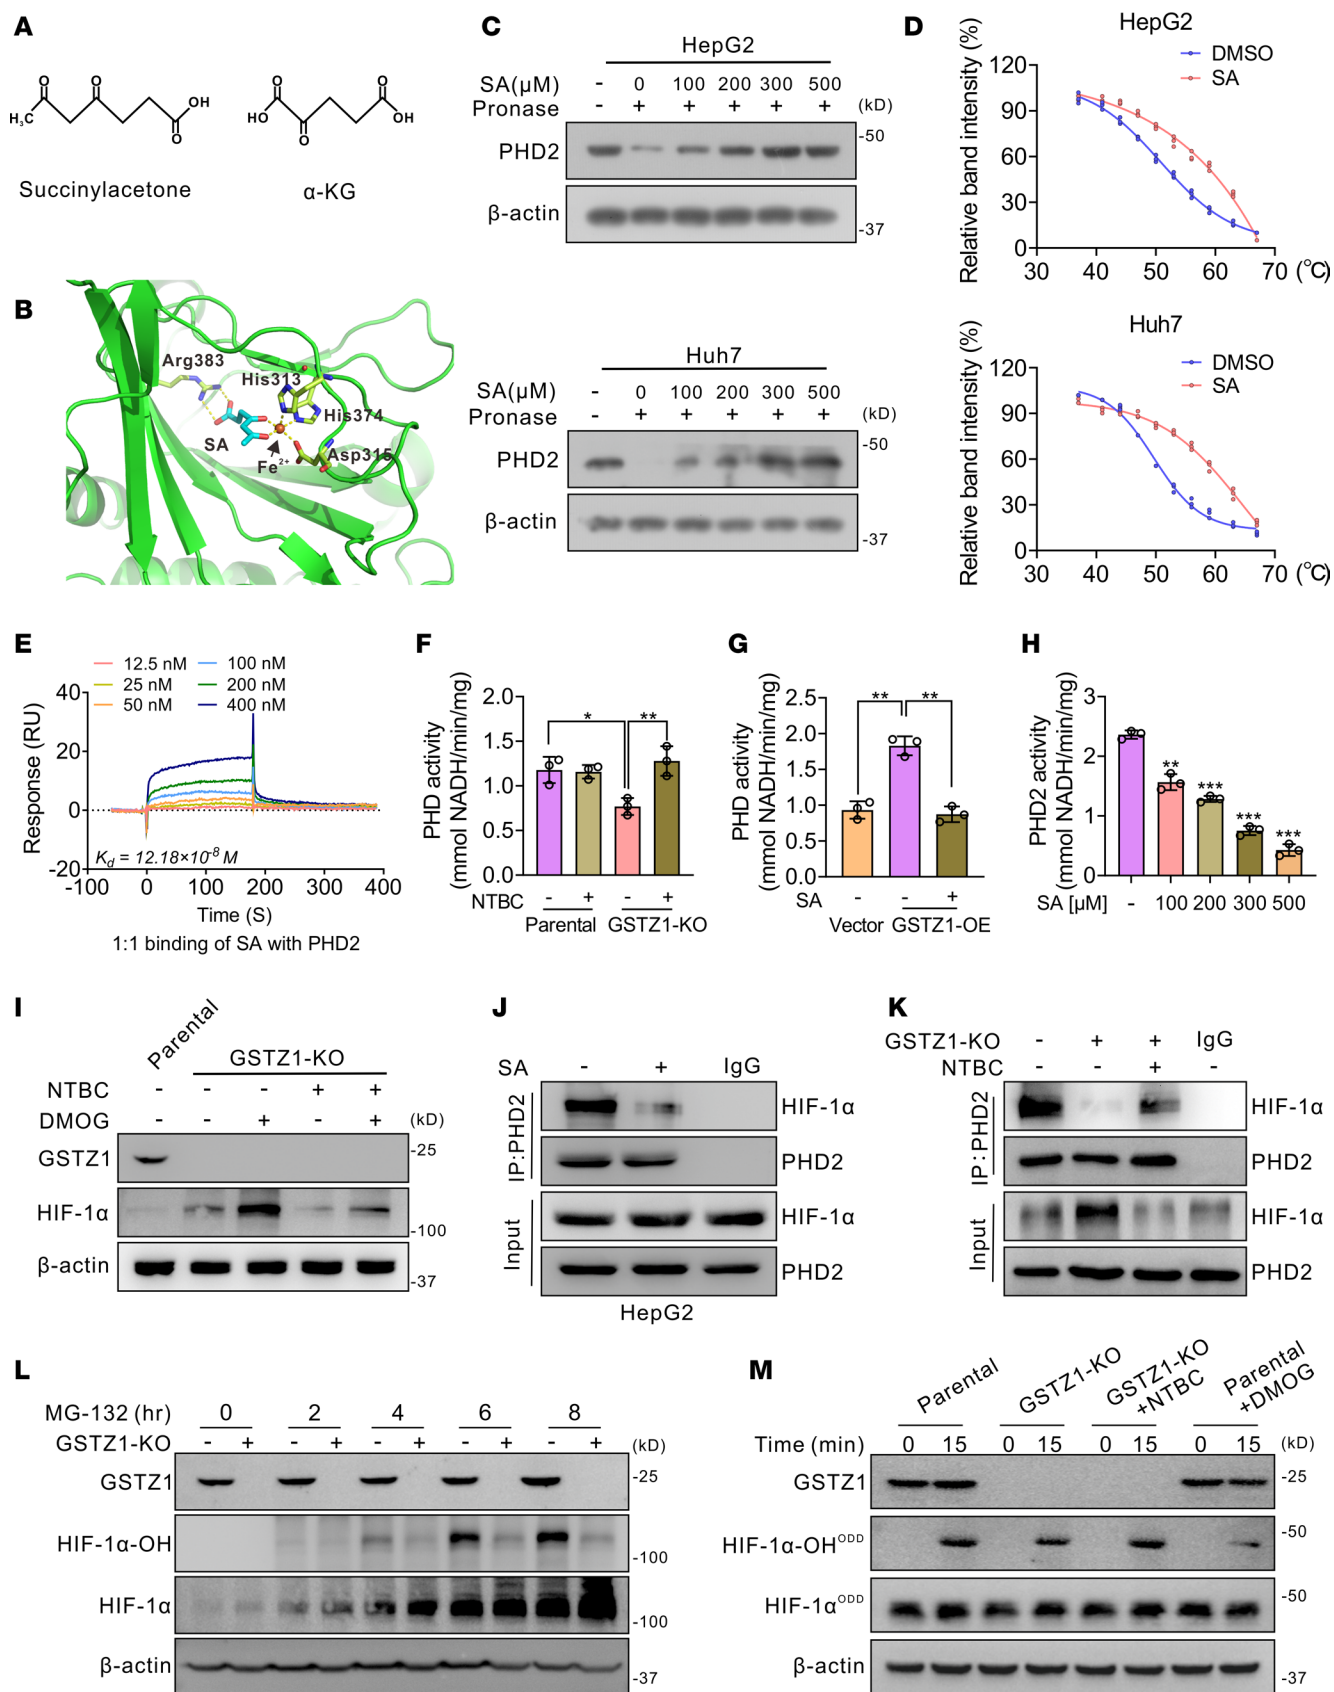 A
O O
H₃C OH
O
Succinylacetone
O O
HO OH
O
α-KG
B
Arg383
His313
His374
SA
Fe²⁺
Asp315
C
HepG2
SA(μM) - 0 100 200 300 500
Pronase - + + + + + (kD)
PHD2 -50
β-actin -37
Huh7
SA(μM) - 0 100 200 300 500
Pronase - + + + + + (kD)
PHD2 -50
β-actin -37
D
HepG2
DMSO
SA
Relative band intensity (%)
120
90
60
30
0
30 40 50 60 70 (℃)
Huh7
DMSO
SA
Relative band intensity (%)
120
90
60
30
0
30 40 50 60 70 (℃)
E
12.5 nM 100 nM
25 nM 200 nM
50 nM 400 nM
Response (RU)
40
20
0
-20
K_d = 12.18×10⁻⁸ M
-100 0 100 200 300 400
Time (S)
1:1 binding of SA with PHD2
F
PHD activity
(mmol NADH/min/mg)
2.0
1.5
1.0
0.5
0.0
* **
NTBC - + - +
Parental GSTZ1-KO
G
PHD activity
(mmol NADH/min/mg)
2.5
2.0
1.5
1.0
0.5
0.0
** **
SA - - +
Vector GSTZ1-OE
H
PHD2 activity
(mmol NADH/min/mg)
3
2
1
0
** *** *** ***
SA [μM] - 100 200 300 500
I
Parental
GSTZ1-KO
NTBC - - - + +
DMOG - - + - + (kD)
GSTZ1 -25
HIF-1α -100
β-actin -37
J
SA - + IgG
IP:PHD2
HIF-1α
PHD2
Input
HIF-1α
PHD2
HepG2
K
GSTZ1-KO - + + IgG
NTBC - - + -
IP:PHD2
HIF-1α
PHD2
Input
HIF-1α
PHD2
L
MG-132 (hr) 0 2 4 6 8
GSTZ1-KO - + - + - + - + - + (kD)
GSTZ1 -25
HIF-1α-OH -100
HIF-1α -100
β-actin -37
M
Parental
GSTZ1-KO
GSTZ1-KO
+NTBC
Parental
+DMOG
Time (min) 0 15 0 15 0 15 0 15 (kD)
GSTZ1 -25
HIF-1α-OHᴼᴰᴰ -50
HIF-1αᴼᴰᴰ -50
β-actin -37